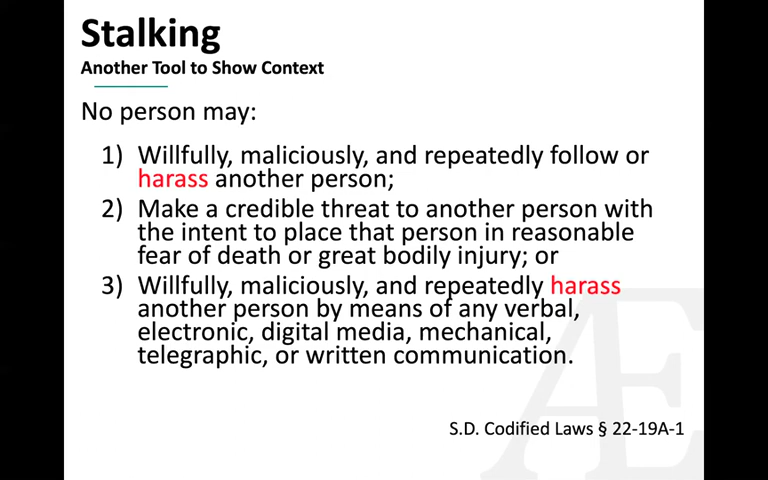 Stalking
Another Tool to Show Context
No person may:
1) Willfully, maliciously, and repeatedly follow or
harass another person;
2) Make a credible threat to another person with
the intent to place that person in reasonable
fear of death or great bodily injury; or
3) Willfully, maliciously, and repeatedly harass
another person by means of any verbal,
electronic, digital media, mechanical,
telegraphic, or written communication.
Æ
S.D. Codified Laws § 22-19A-1